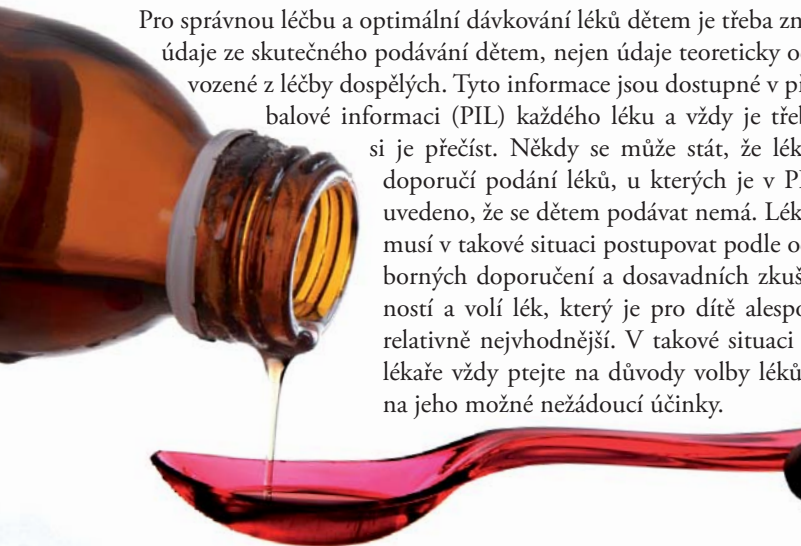 Pro správnou léčbu a optimální dávkování léků dětem je třeba zn
údaje ze skutečného podávání dětem, nejen údaje teoreticky o
vozené z léčby dospělých. Tyto informace jsou dostupné v p
balové informaci (PIL) každého léku a vždy je třeb
si je přečíst. Někdy se může stát, že lék
doporučí podání léků, u kterých je v P
uvedeno, že se dětem podávat nemá. Lék
musí v takové situaci postupovat podle o
borných doporučení a dosavadních zkuš
ností a volí lék, který je pro dítě alespo
relativně nejvhodnější. V takové situaci
lékaře vždy ptejte na důvody volby léků
na jeho možné nežádoucí účinky.